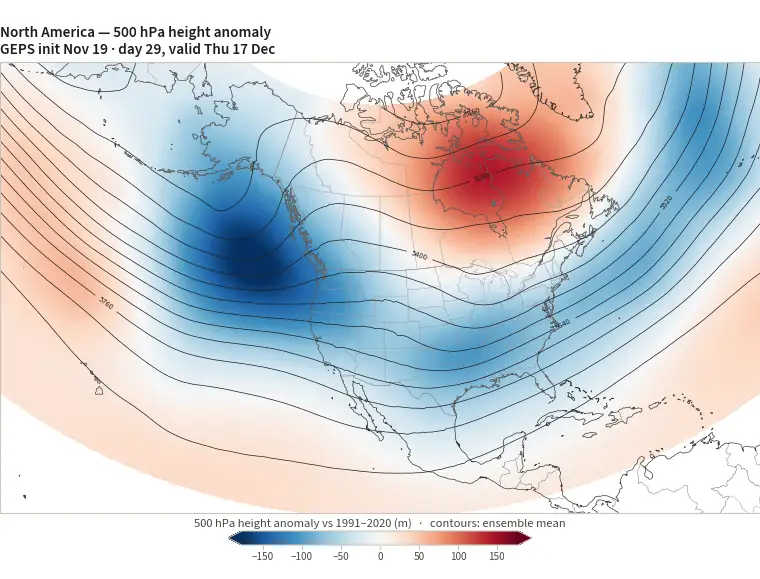 North America — 500 hPa height anomaly
GEPS init Nov 19 · day 29, valid Thu 17 Dec
5520
5400
5760
5640
500 hPa height anomaly vs 1991–2020 (m) · contours: ensemble mean
−150 −100 −50 0 50 100 150